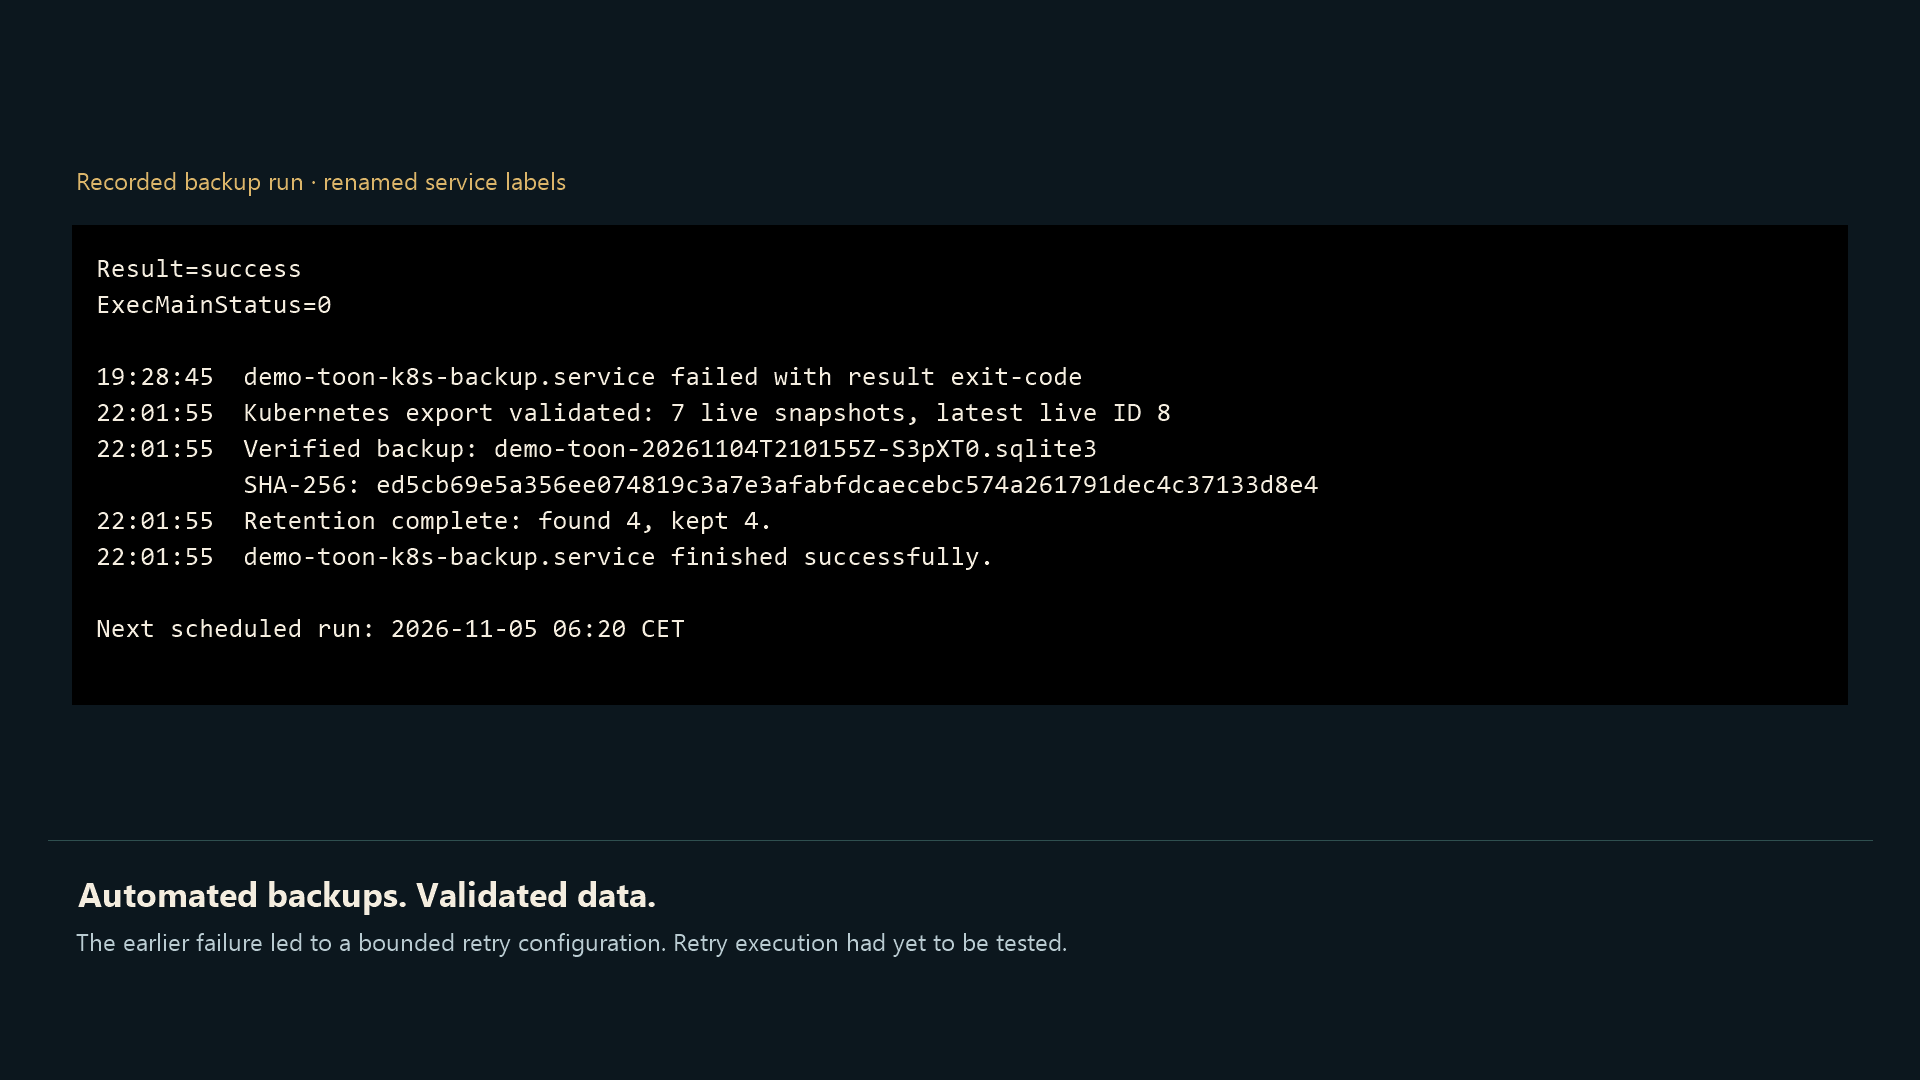 Recorded backup run · renamed service labels
Result=success
ExecMainStatus=0
19:28:45  demo-toon-k8s-backup.service failed with result exit-code
22:01:55  Kubernetes export validated: 7 live snapshots, latest live ID 8
22:01:55  Verified backup: demo-toon-20261104T210155Z-S3pXT0.sqlite3
SHA-256: ed5cb69e5a356ee074819c3a7e3afabfdcaecebc574a261791dec4c37133d8e4
22:01:55  Retention complete: found 4, kept 4.
22:01:55  demo-toon-k8s-backup.service finished successfully.
Next scheduled run: 2026-11-05 06:20 CET
Automated backups. Validated data.
The earlier failure led to a bounded retry configuration. Retry execution had yet to be tested.